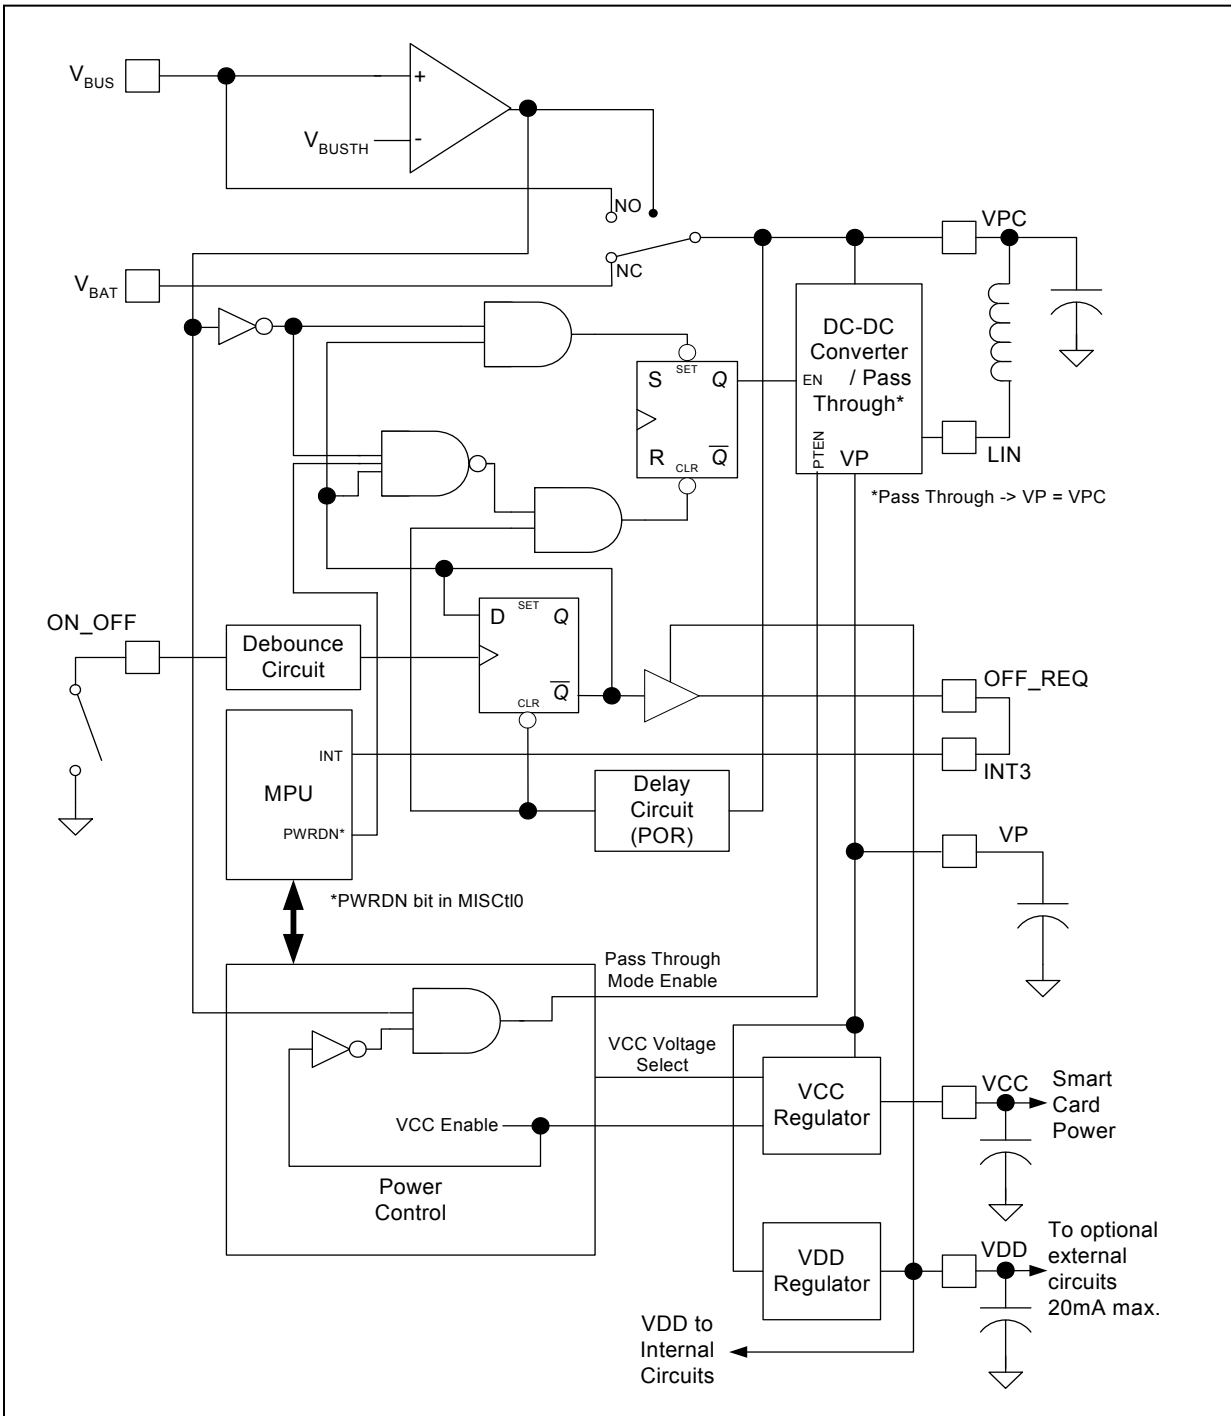 VBUS
+
-
VBUSTH
-
NO
VPC
NC
VBAT
DC-DC
Converter
/ Pass
Through*
EN
PTEN
VP
LIN
*Pass Through -> VP = VPC
SET
S
Q
R
Q
CLR
ON_OFF
Debounce
Circuit
SET
D
Q
Q
CLR
OFF_REQ
INT3
INT
MPU
PWRDN*
Delay
Circuit
(POR)
VP
*PWRDN bit in MISCtl0
Pass Through
Mode Enable
VCC Voltage
Select
VCC
Regulator
VCC
Smart
Card
Power
VCC Enable
Power
Control
VDD
Regulator
VDD
To optional
external
circuits
20mA max.
VDD to
Internal
Circuits